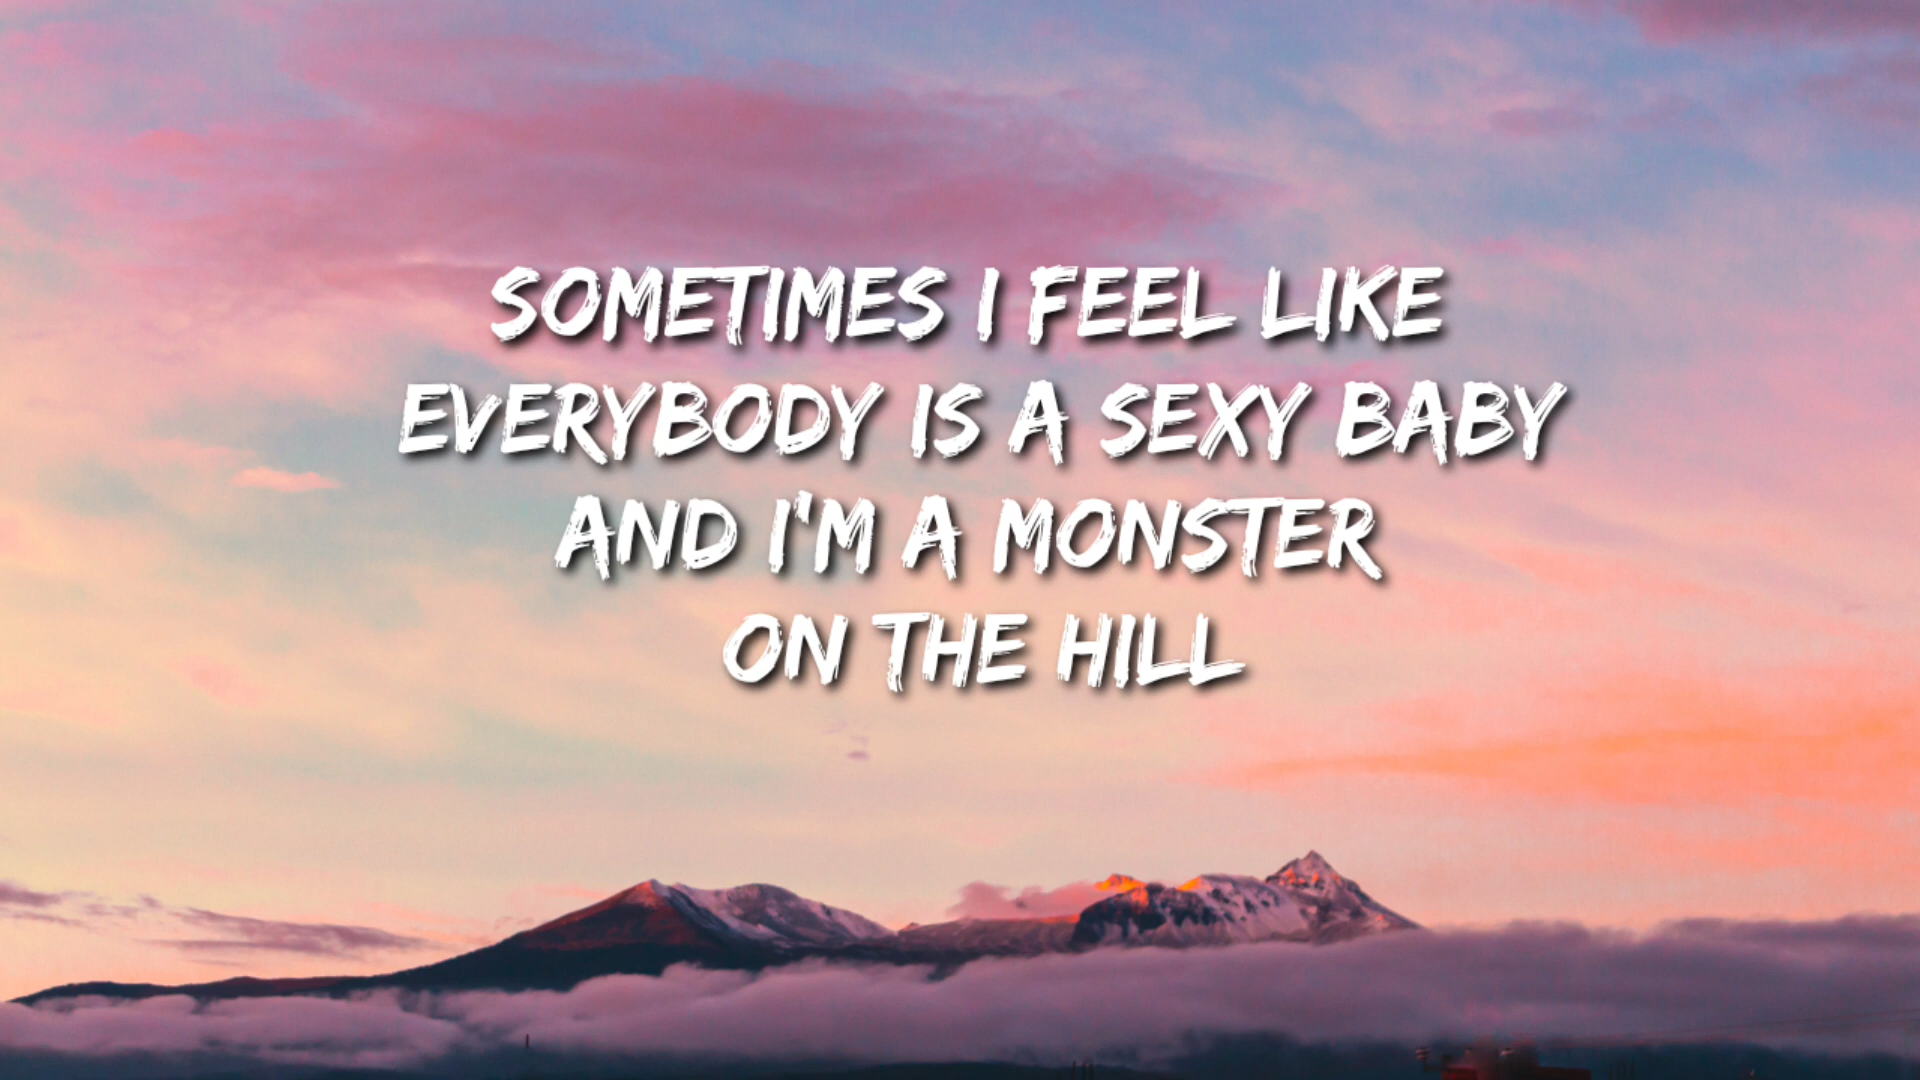 SOMETIMES I FEEL LIKE
EVERYBODY IS A SEXY BABY
AND I'M A MONSTER
ON THE HILL